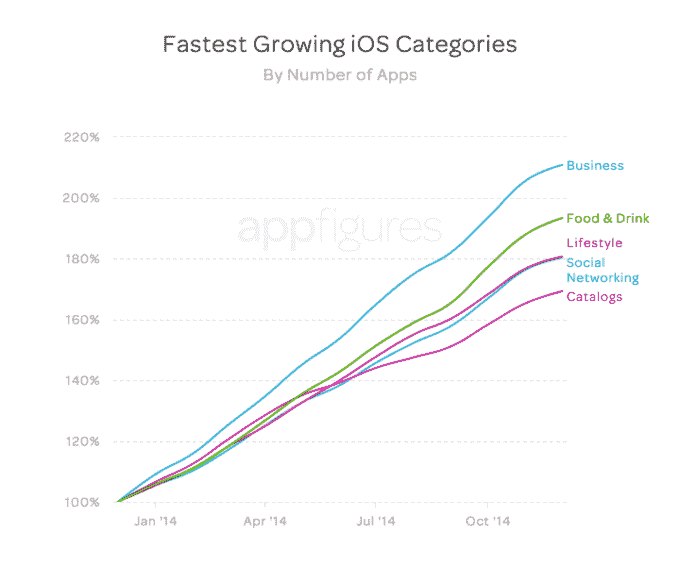 Fastest Growing iOS Categories
By Number of Apps
220%
Business
200%
Food & Drink
appfigures
Lifestyle
180%
Social
Networking
Catalogs
160%
140%
120%
100%
Jan '14
Apr '14
Jul '14
Oct '14